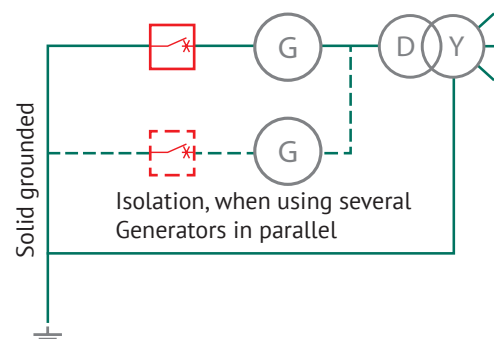 G
D
Y
G
Isolation, when using several
Generators in parallel
Solid grounded